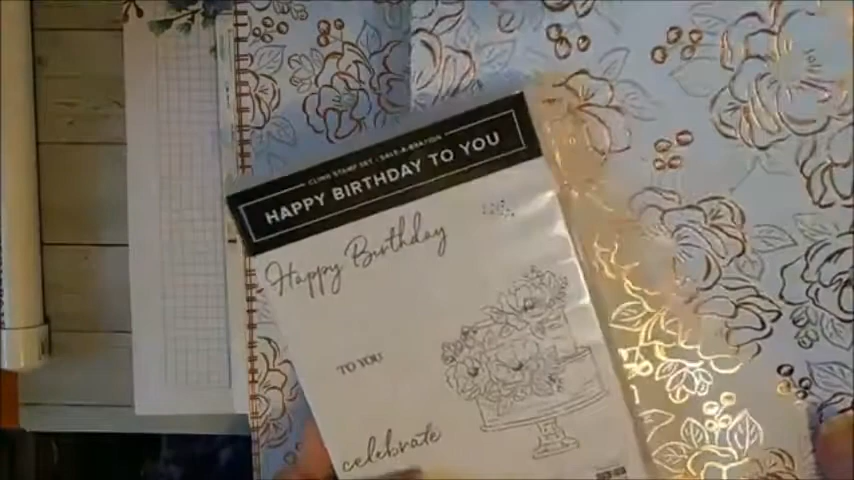 CLING STAMP SET • SALE-A-BRATION
HAPPY BIRTHDAY TO YOU
Happy Birthday
TO YOU
celebrate